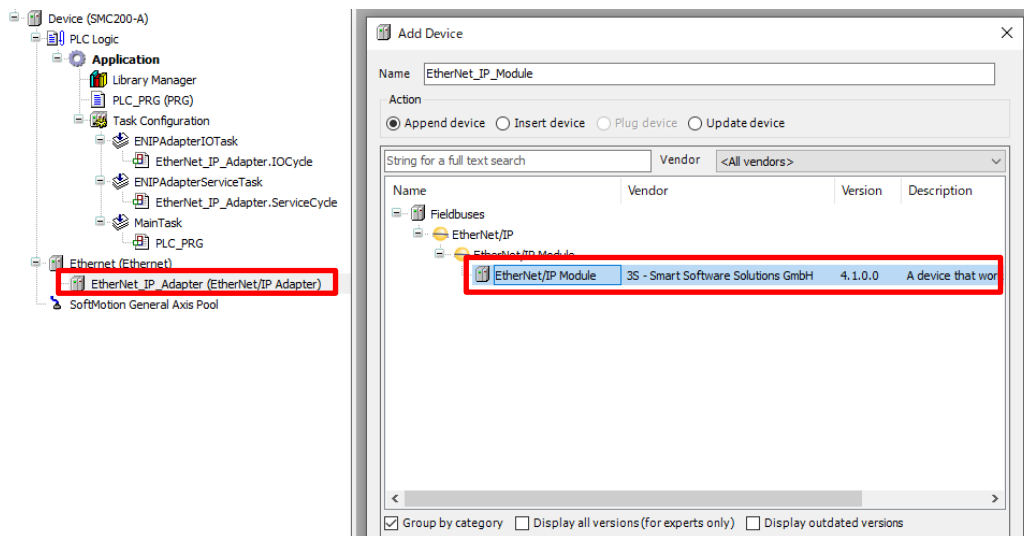 Device (SMC200-A)
PLC Logic
Application
Library Manager
PLC_PRG (PRG)
Task Configuration
ENIPAdapterIOTask
EtherNet_IP_Adapter.IOCycle
ENIPAdapterServiceTask
EtherNet_IP_Adapter.ServiceCycle
MainTask
PLC_PRG
Ethernet (Ethernet)
EtherNet_IP_Adapter (EtherNet/IP Adapter)
SoftMotion General Axis Pool
Add Device
Name EtherNet_IP_Module
Action
Append device Insert device Plug device Update device
String for a full text search Vendor <All vendors>
Name Vendor Version Description
Fieldbuses
EtherNet/IP
EtherNet/IP Module
EtherNet/IP Module 3S - Smart Software Solutions GmbH 4.1.0.0 A device that wor
Group by category Display all versions(for experts only) Display outdated versions